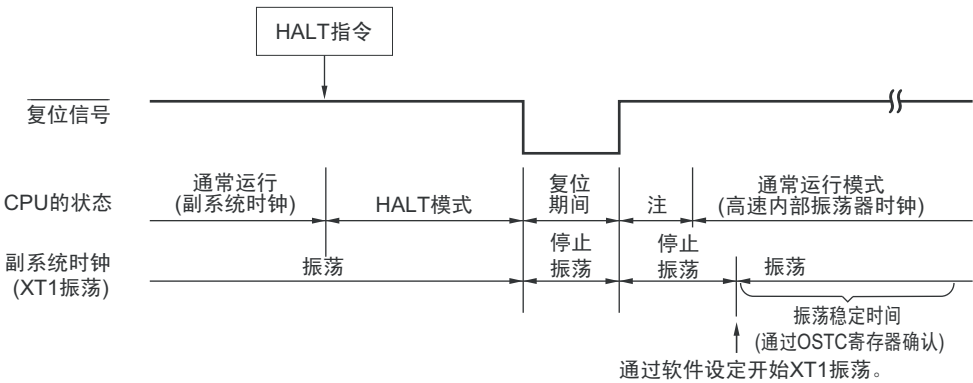 HALT指令
复位信号
CPU的状态
通常运行
(副系统时钟)
HALT模式
复位
期间
注
通常运行模式
(高速内部振荡器时钟)
副系统时钟
(XT1振荡)
振荡
停止
振荡
停止
振荡
振荡
振荡稳定时间
(通过OSTC寄存器确认)
通过软件设定开始XT1振荡。